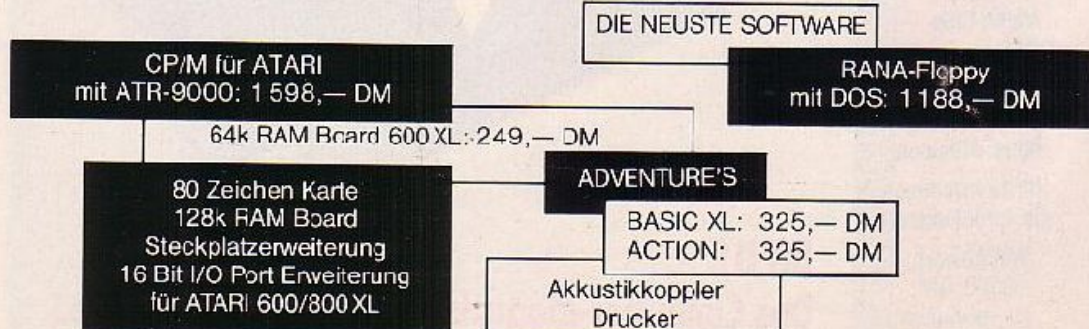 DIE NEUSTE SOFTWARE
CP/M für ATARI
mit ATR-9000: 1598,— DM
RANA-Floppy
mit DOS: 1188,— DM
64k RAM Board 600 XL: 249,— DM
80 Zeichen Karte
128k RAM Board
Steckplatzerweiterung
16 Bit I/O Port Erweiterung
für ATARI 600/800 XL
ADVENTURE'S
BASIC XL: 325,— DM
ACTION: 325,— DM
Akkustikkoppler
Drucker